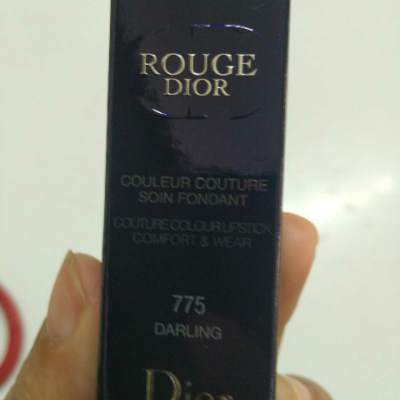 ROUGE
DIOR
COULEUR COUTURE
SOIN FONDANT
COUTURE COLOUR LIPSTICK
COMFORT & WEAR
775
DARLING
Dior